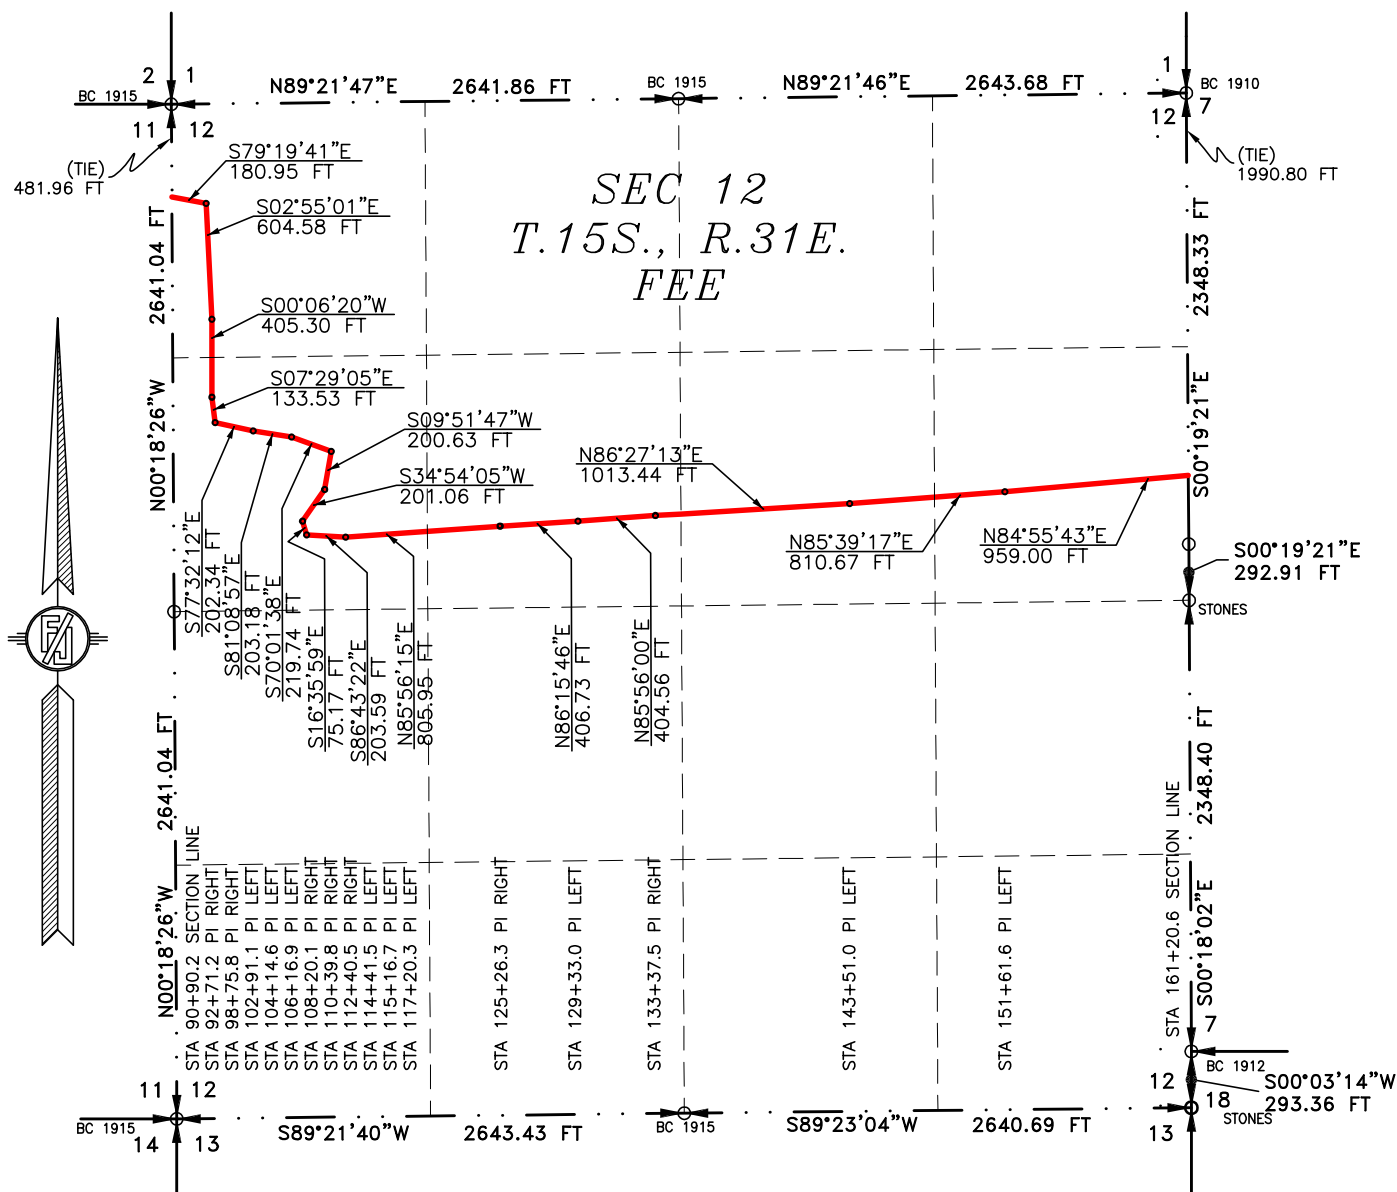 2 1
BC 1915
11 12
N89°21'47"E 2641.86 FT
BC 1915
N89°21'46"E 2643.68 FT
1
BC 1910
12 7
(TIE)
481.96 FT
(TIE)
1990.80 FT
S79°19'41"E
180.95 FT
S02°55'01"E
604.58 FT
SEC 12
T.15S., R.31E.
FEE
2641.04 FT
2348.33 FT
S00°06'20"W
405.30 FT
S07°29'05"E
133.53 FT
N00°18'26"W
S00°19'21"E
S09°51'47"W
200.63 FT
S34°54'05"W
201.06 FT
N86°27'13"E
1013.44 FT
N85°39'17"E
810.67 FT
N84°55'43"E
959.00 FT
S00°19'21"E
292.91 FT
STONES
S77°32'12"E
202.34 FT
S81°08'57"E
203.18 FT
S70°01'38"E
219.74 FT
S16°35'59"E
75.17 FT
S86°43'22"E
203.59 FT
N85°56'15"E
805.95 FT
N86°15'46"E
406.73 FT
N85°56'00"E
404.56 FT
2641.04 FT
2348.40 FT
N00°18'26"W
S00°18'02"E
STA 90+90.2 SECTION LINE
STA 92+71.2 PI RIGHT
STA 98+75.8 PI RIGHT
STA 102+91.1 PI LEFT
STA 104+14.6 PI LEFT
STA 106+16.9 PI LEFT
STA 108+20.1 PI RIGHT
STA 110+39.8 PI RIGHT
STA 112+40.5 PI RIGHT
STA 114+41.5 PI LEFT
STA 115+16.7 PI LEFT
STA 117+20.3 PI LEFT
STA 125+26.3 PI RIGHT
STA 129+33.0 PI LEFT
STA 133+37.5 PI RIGHT
STA 143+51.0 PI LEFT
STA 151+61.6 PI LEFT
STA 161+20.6 SECTION LINE
7
BC 1912
12
S00°03'14"W
293.36 FT
18
STONES
13
11 12
BC 1915
14 13
S89°21'40"W 2643.43 FT
BC 1915
S89°23'04"W 2640.69 FT